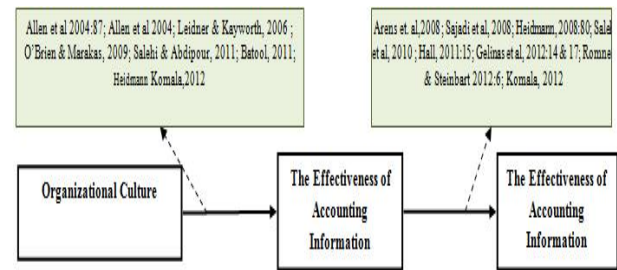 Allen et al 2004:87; Allen et al 2004; Leidner & Kayworth, 2006 ;
O'Brien & Marakas, 2009; Salehi & Abdipour, 2011; Batool, 2011;
Heidmann Komala,2012
Arens et. al,2008; Sajadi et al, 2008; Heidmann,2008:80; Saleh
et al, 2010 ; Hall, 2011:15; Gelinas et al, 2012:14 & 17; Romne
& Steinbart 2012:6; Komala, 2012
Organizational Culture
The Effectiveness of
Accounting
Information
The Effectiveness of
Accounting
Information